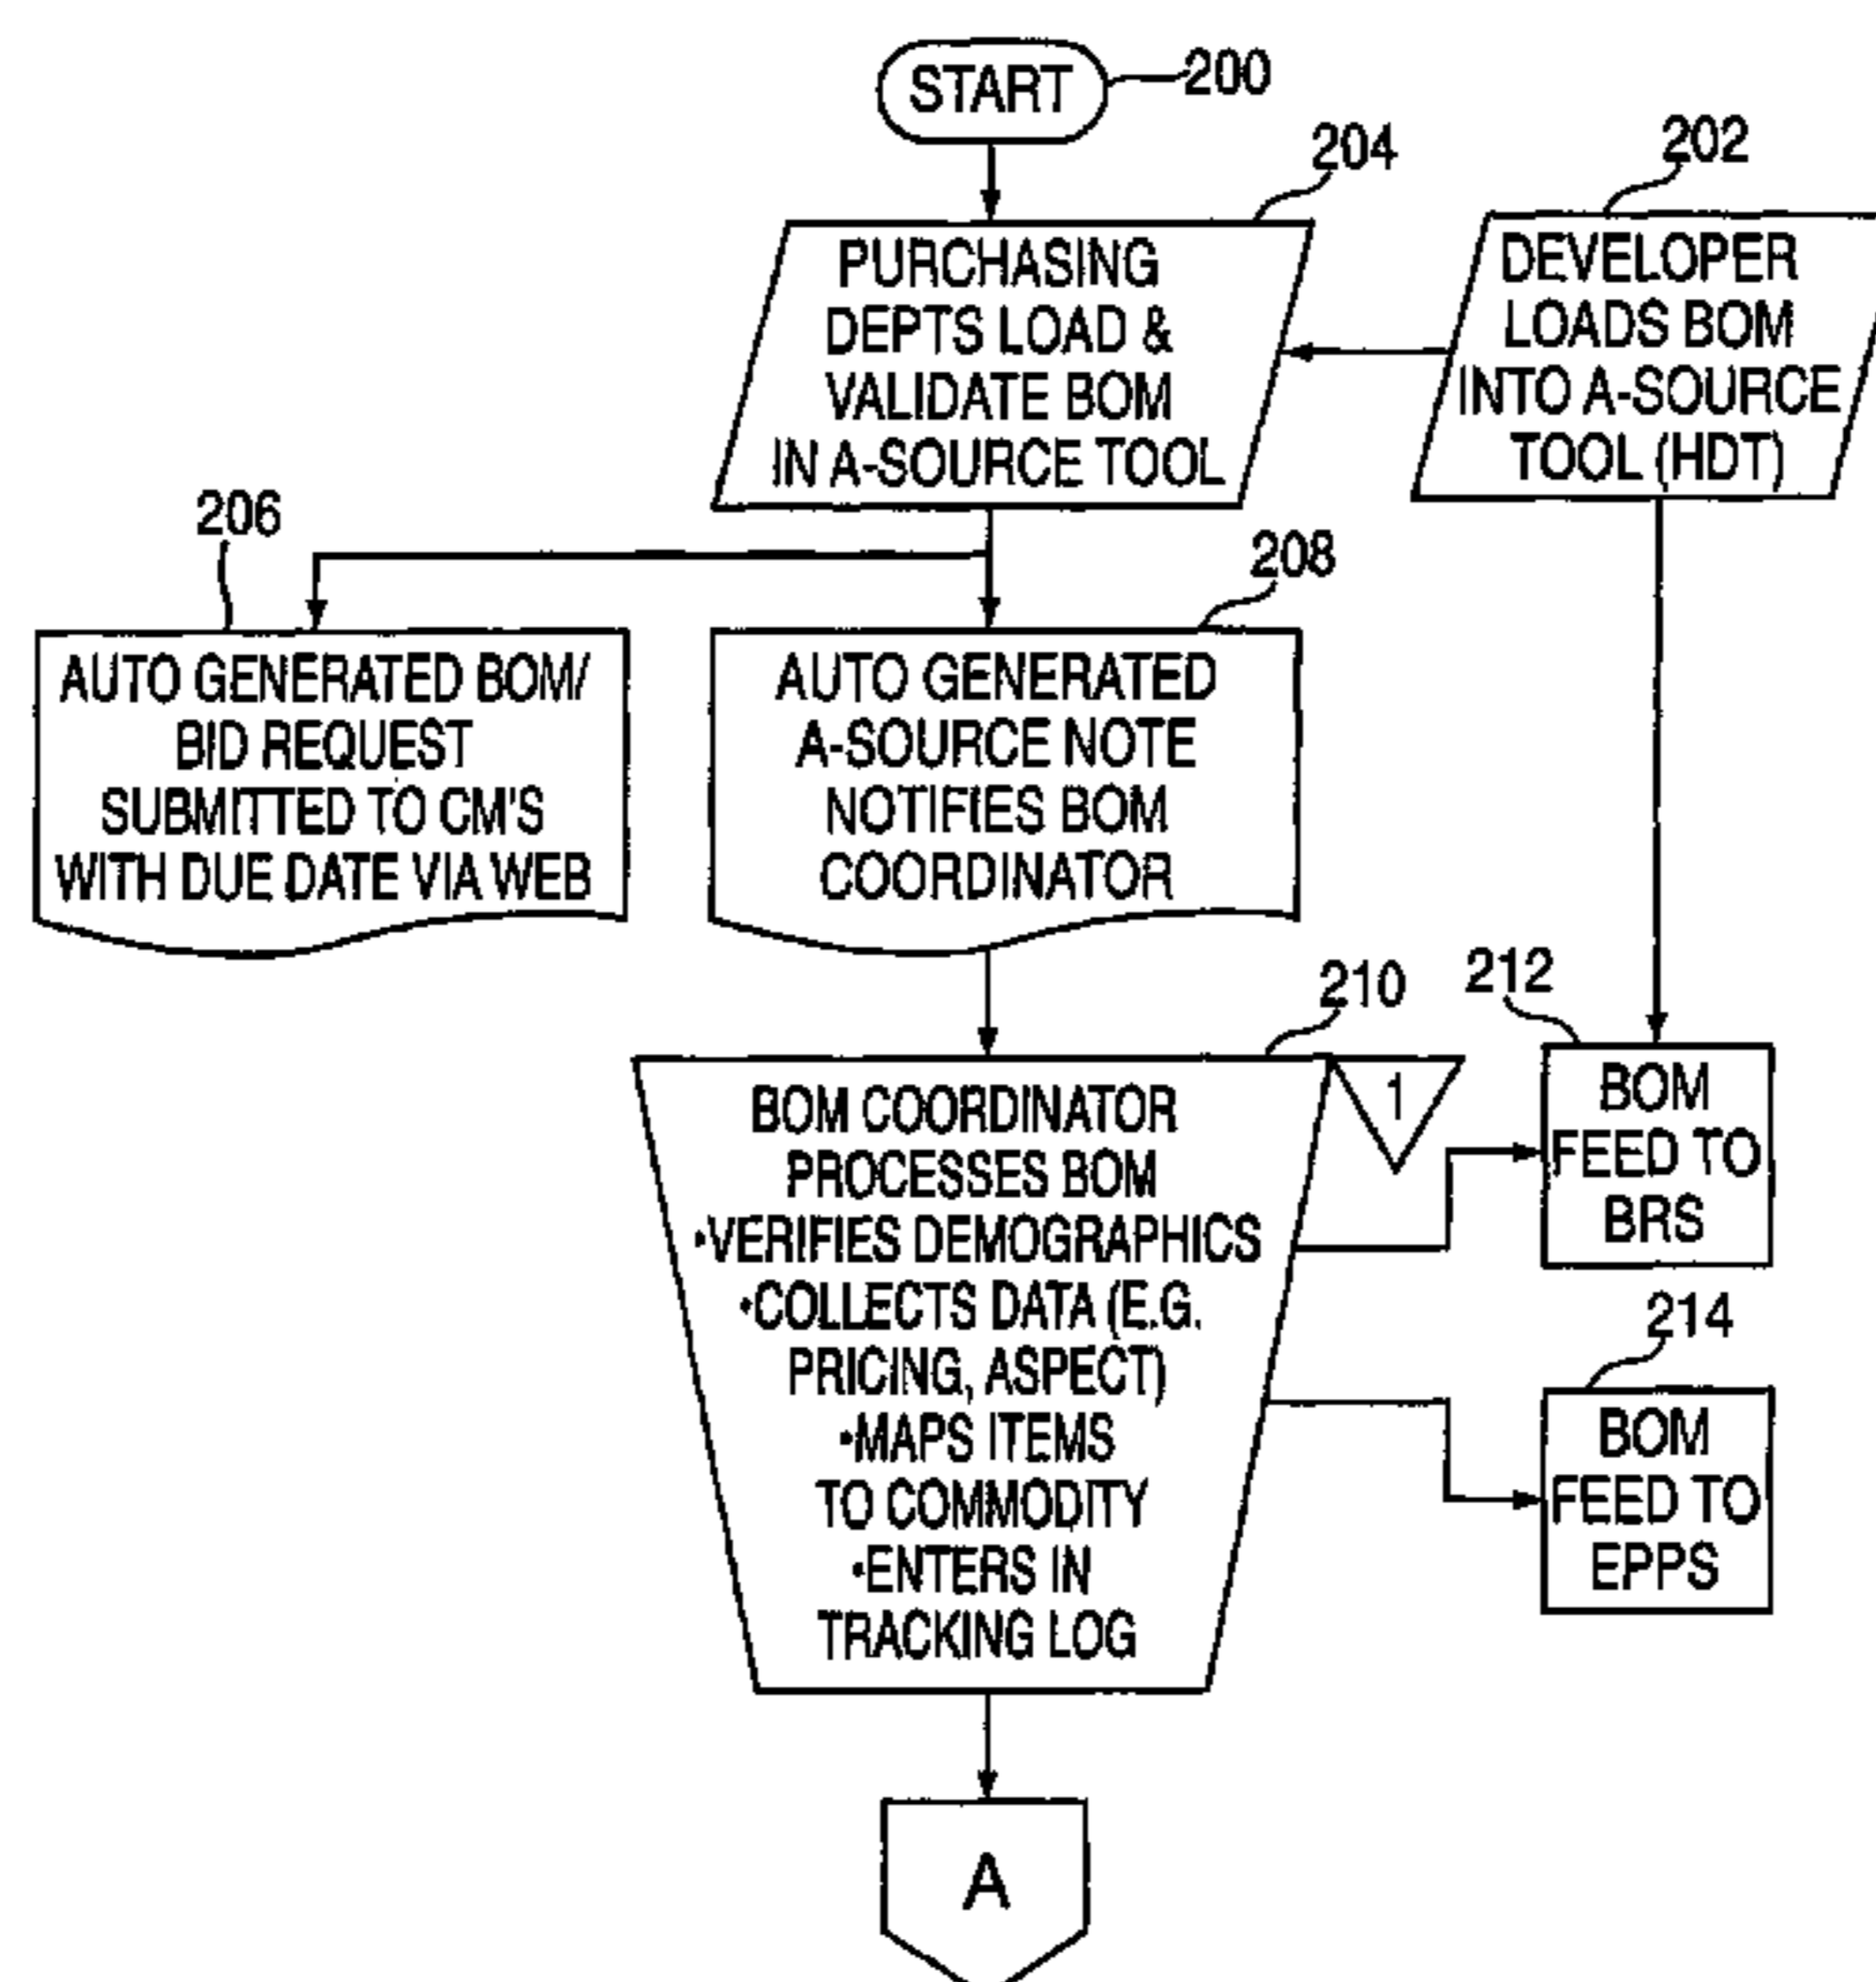 START
200
204
202
PURCHASING
DEPTS LOAD &
VALIDATE BOM
IN A-SOURCE TOOL
DEVELOPER
LOADS BOM
INTO A-SOURCE
TOOL (HDT)
206
208
AUTO GENERATED BOM/
BID REQUEST
SUBMITTED TO CM'S
WITH DUE DATE VIA WEB
AUTO GENERATED
A-SOURCE NOTE
NOTIFIES BOM
COORDINATOR
210
212
BOM COORDINATOR
PROCESSES BOM
•VERIFIES DEMOGRAPHICS
•COLLECTS DATA (E.G.
PRICING, ASPECT)
•MAPS ITEMS
TO COMMODITY
•ENTERS IN
TRACKING LOG
1
BOM
FEED TO
BRS
214
BOM
FEED TO
EPPS
A